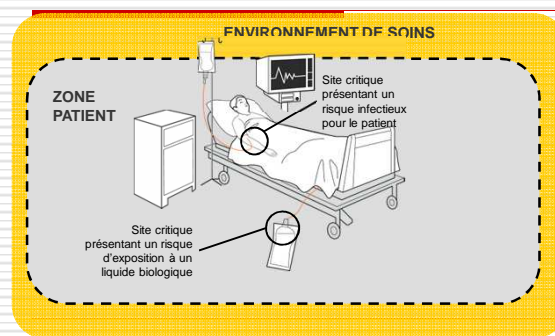 ENVIRONNEMENT DE SOINS
ZONE
PATIENT
Site critique
présentant un
risque infectieux
pour le patient
Site critique
présentant un risque
d'exposition à un
liquide biologique